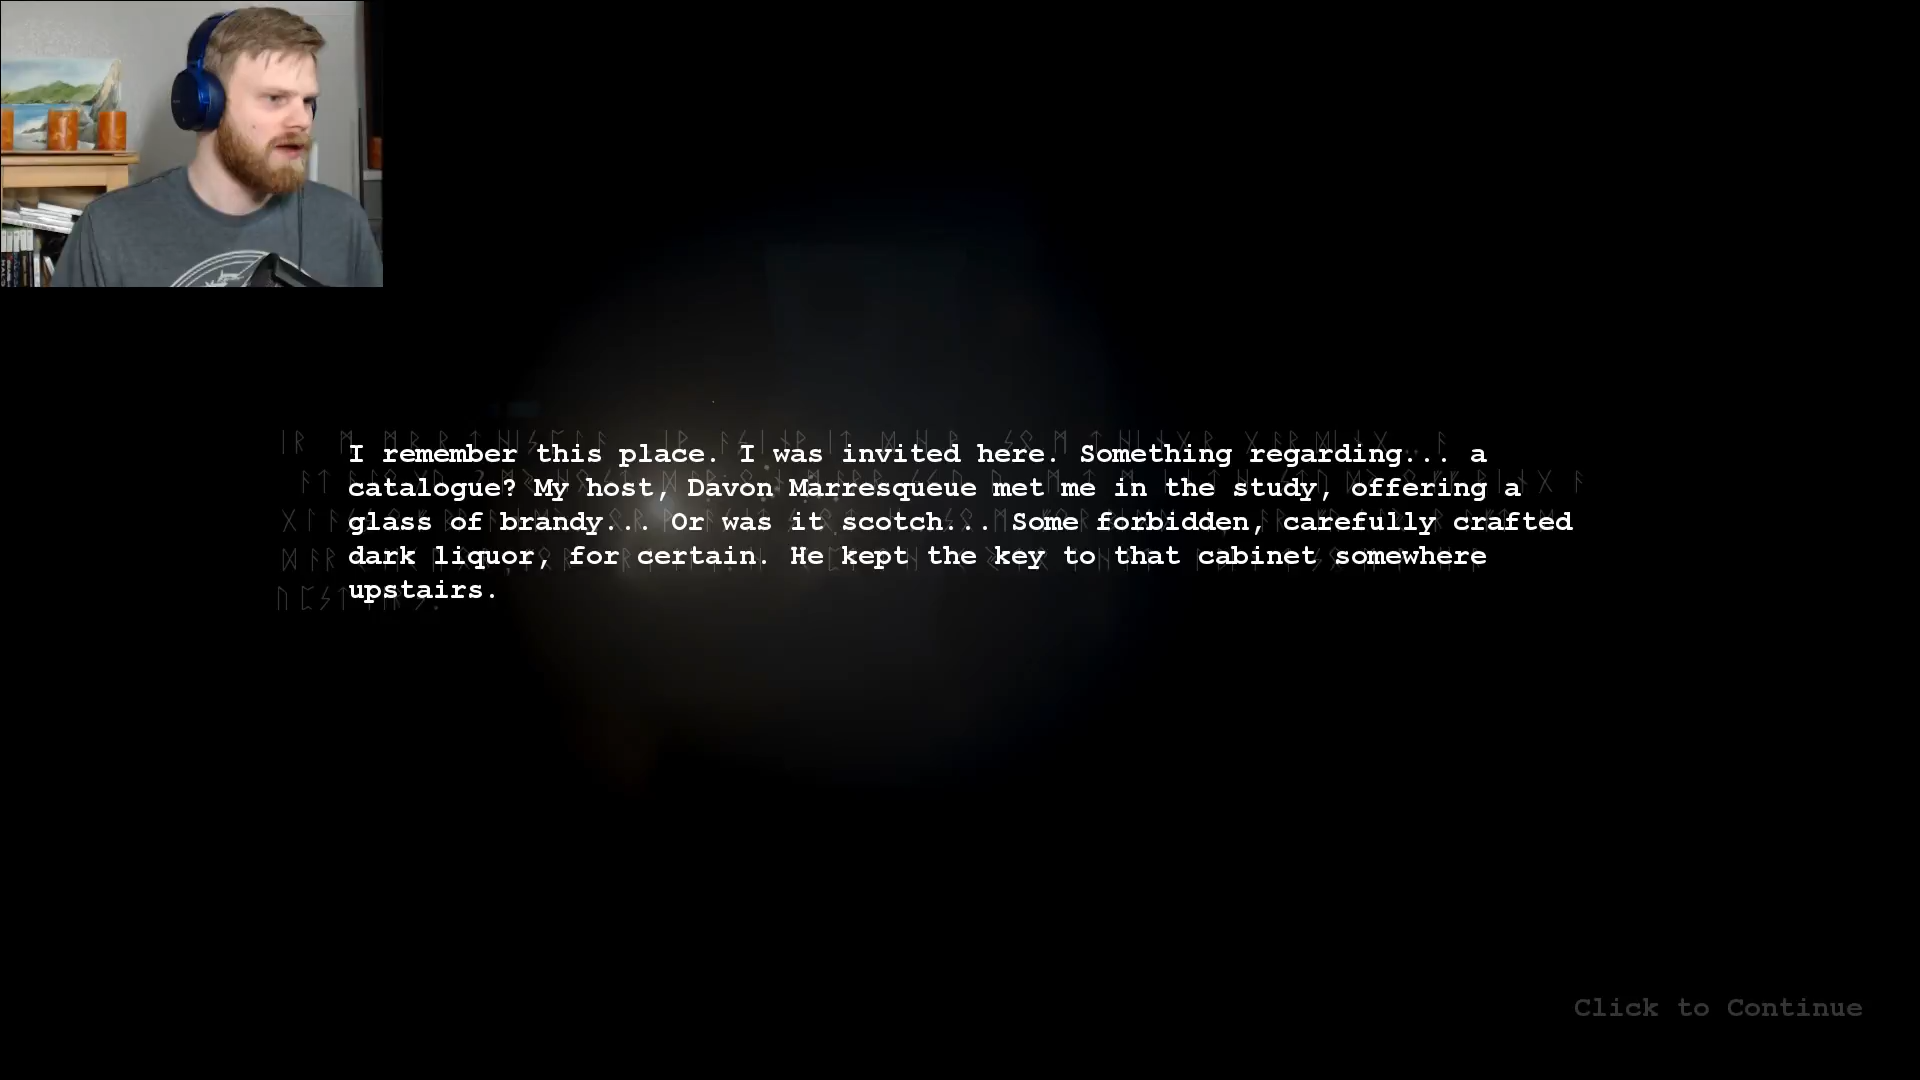 I remember this place. I was invited here. Something regarding... a
catalogue? My host, Davon Marresqueue met me in the study, offering a
glass of brandy... Or was it scotch... Some forbidden, carefully crafted
dark liquor, for certain. He kept the key to that cabinet somewhere
upstairs.
Click to Continue